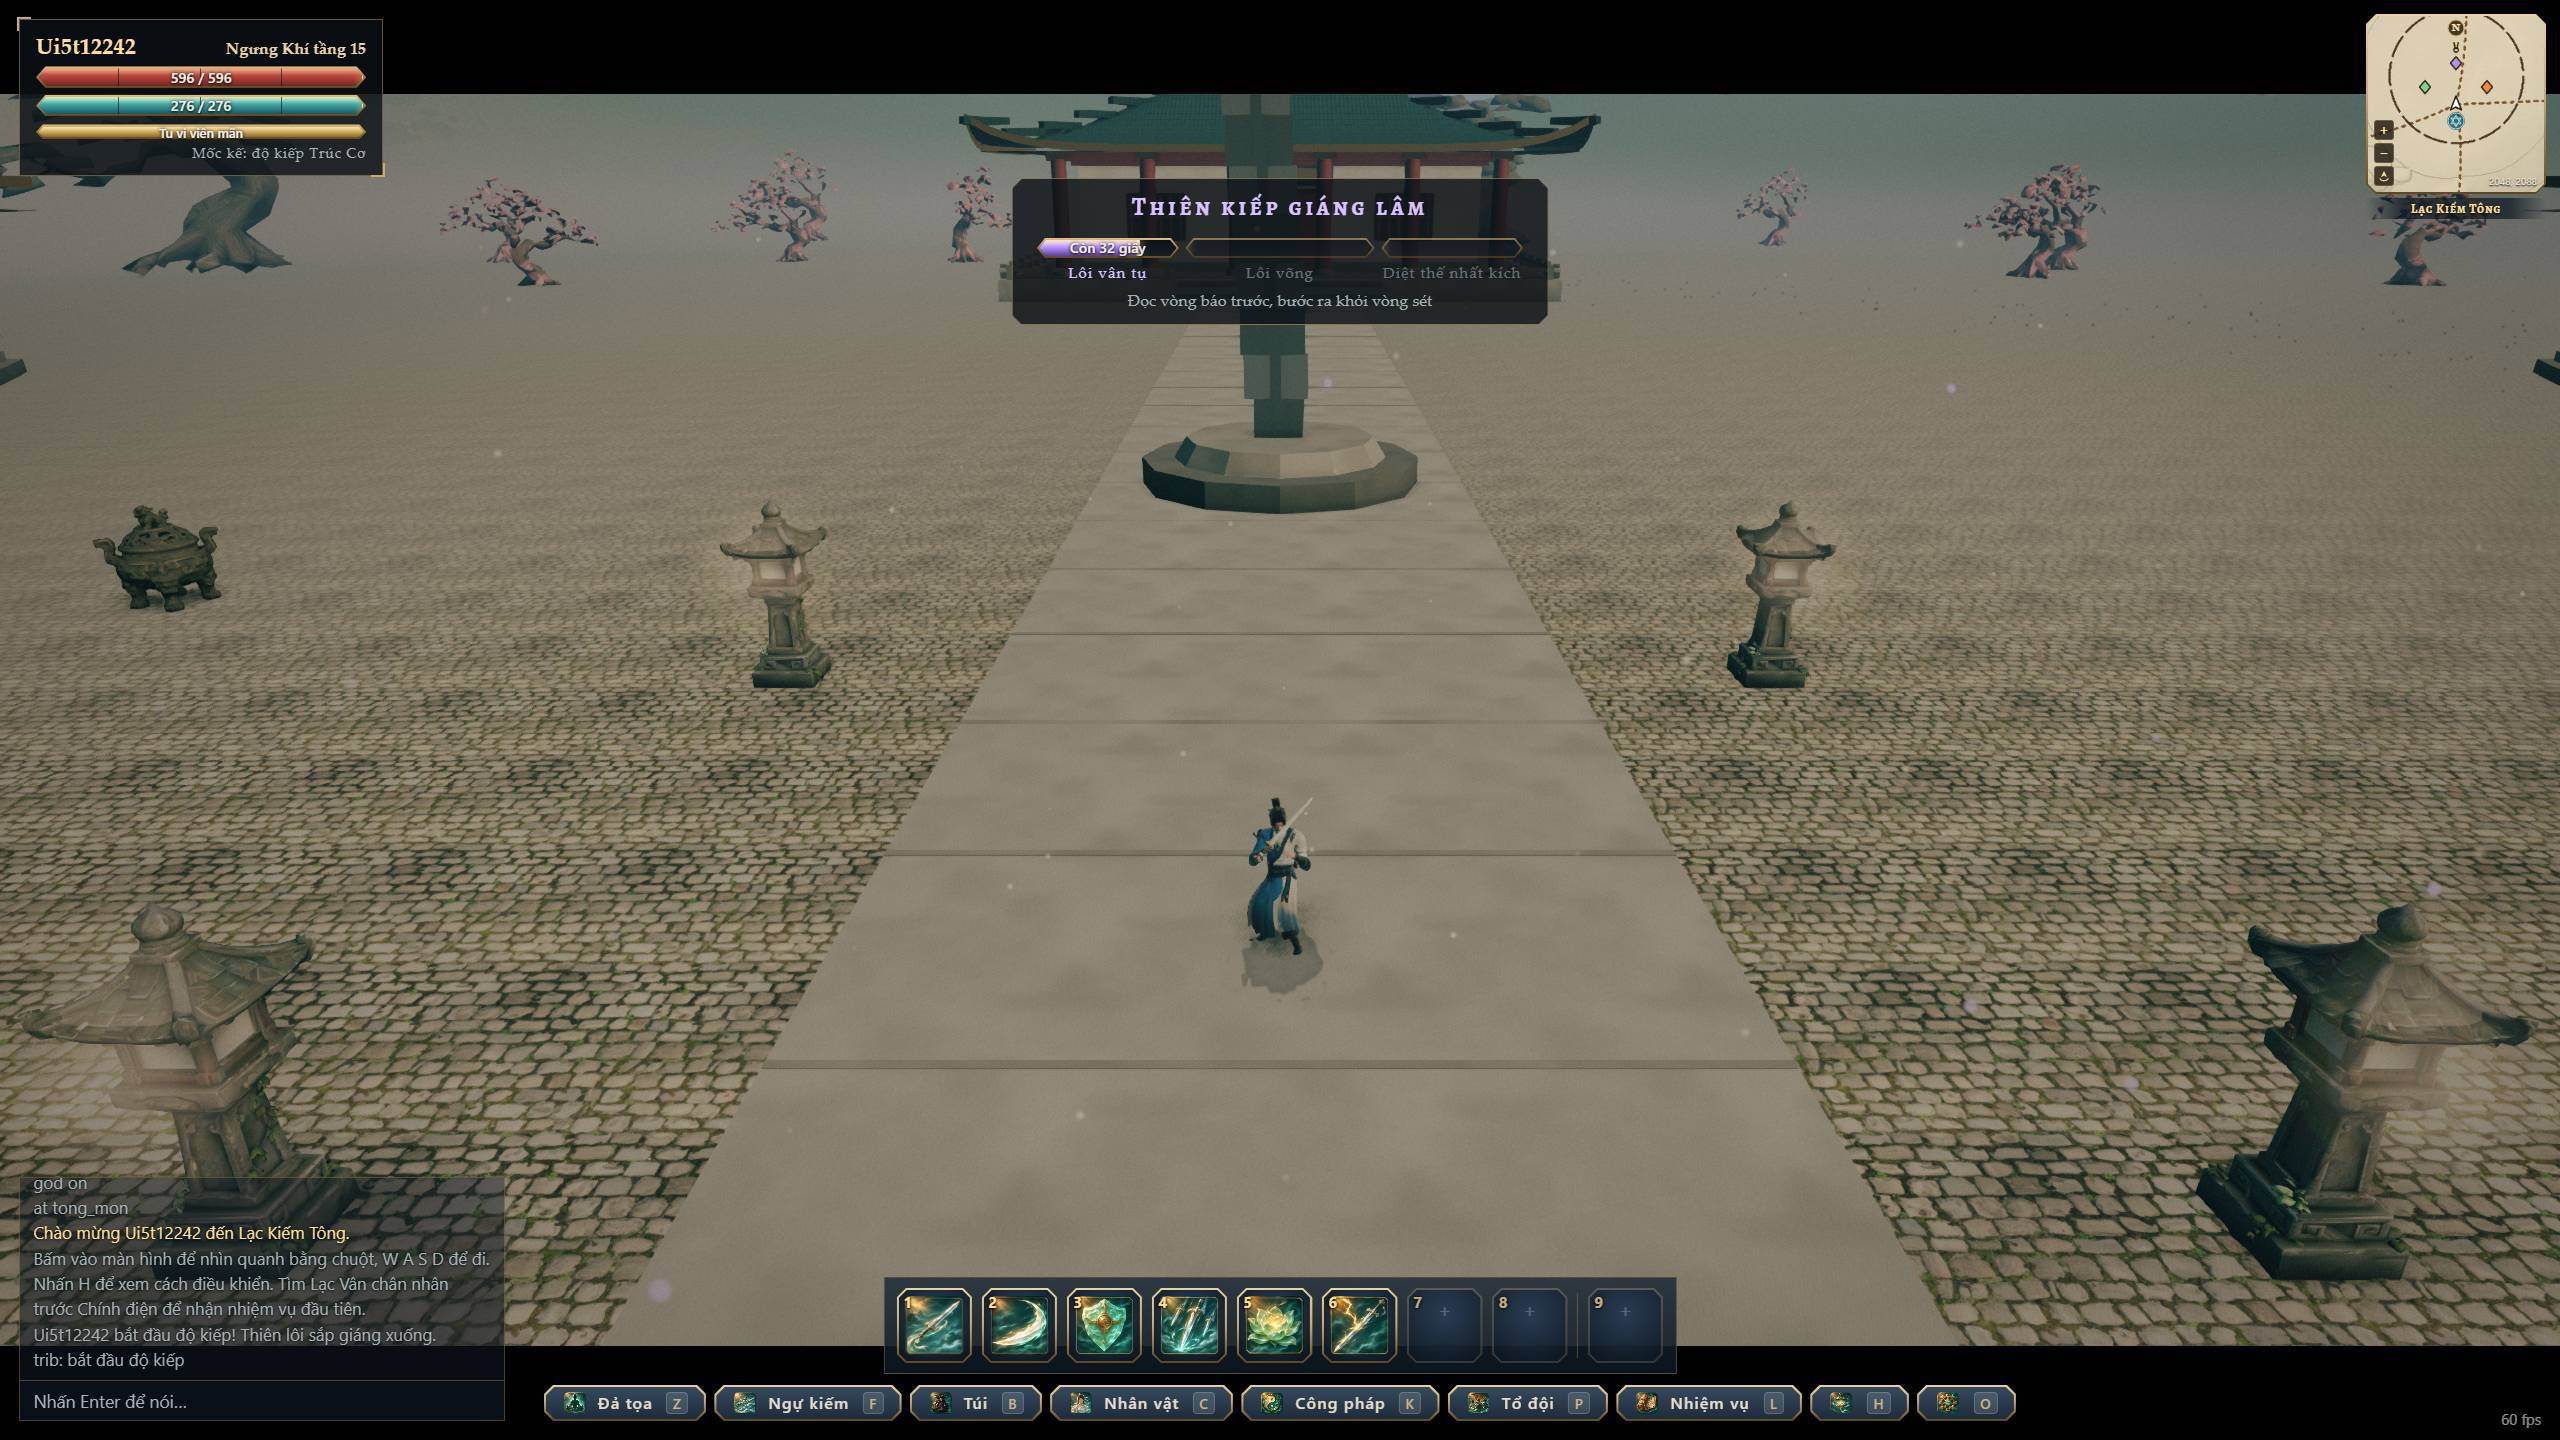 Ui5t12242
Ngưng Khí tầng 15
596 / 596
276 / 276
Tu vi viên mãn
Mốc kế: độ kiếp Trúc Cơ
N
+
−
2048, 2088
Lạc Kiếm Tông
Thiên kiếp giáng lâm
Còn 32 giây
Lôi vân tụ
Lôi võng
Diệt thế nhất kích
Đọc vòng báo trước, bước ra khỏi vòng sét
god on
at tong_mon
Chào mừng Ui5t12242 đến Lạc Kiếm Tông.
Bấm vào màn hình để nhìn quanh bằng chuột, W A S D để đi.
Nhấn H để xem cách điều khiển. Tìm Lạc Vân chân nhân
trước Chính điện để nhận nhiệm vụ đầu tiên.
Ui5t12242 bắt đầu độ kiếp! Thiên lôi sắp giáng xuống.
trib: bắt đầu độ kiếp
Nhấn Enter để nói...
1 2 3 4 5 6 7 + 8 + 9 +
Đả tọa Z
Ngự kiếm F
Túi B
Nhân vật C
Công pháp K
Tổ đội P
Nhiệm vụ L
H
O
60 fps